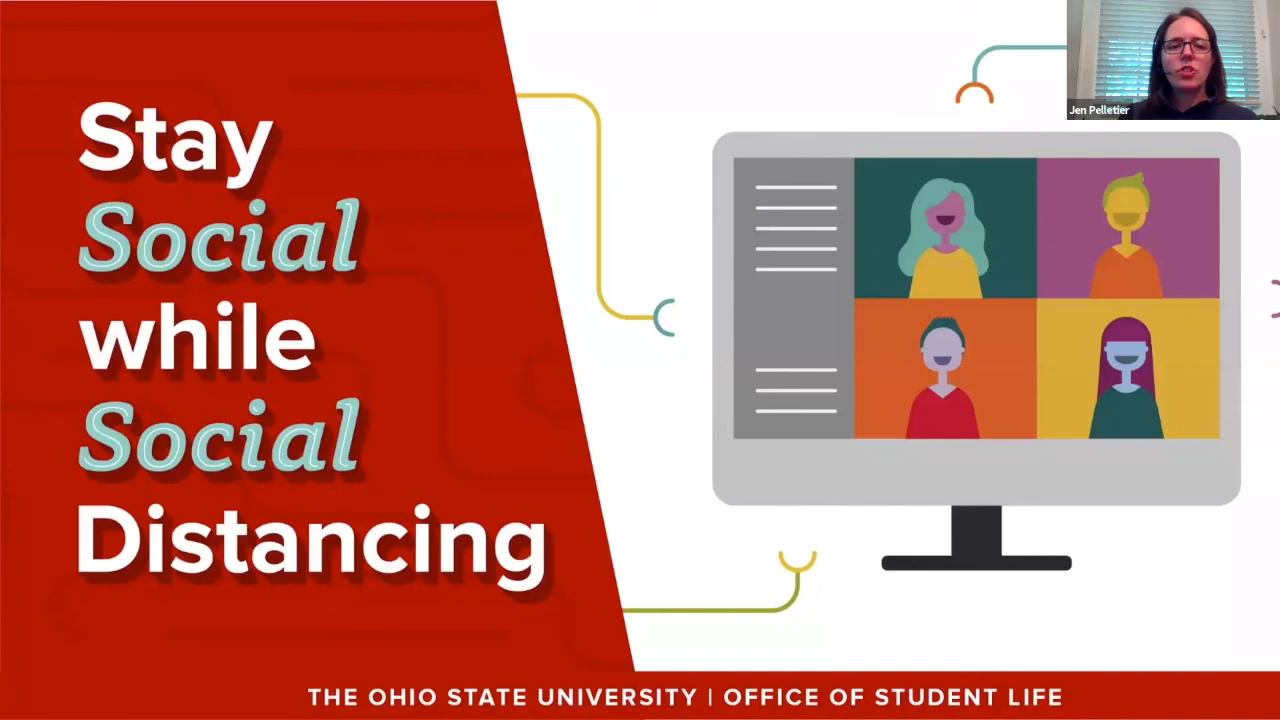 Stay
Social
while
Social
Distancing
Jen Pelletier
THE OHIO STATE UNIVERSITY | OFFICE OF STUDENT LIFE